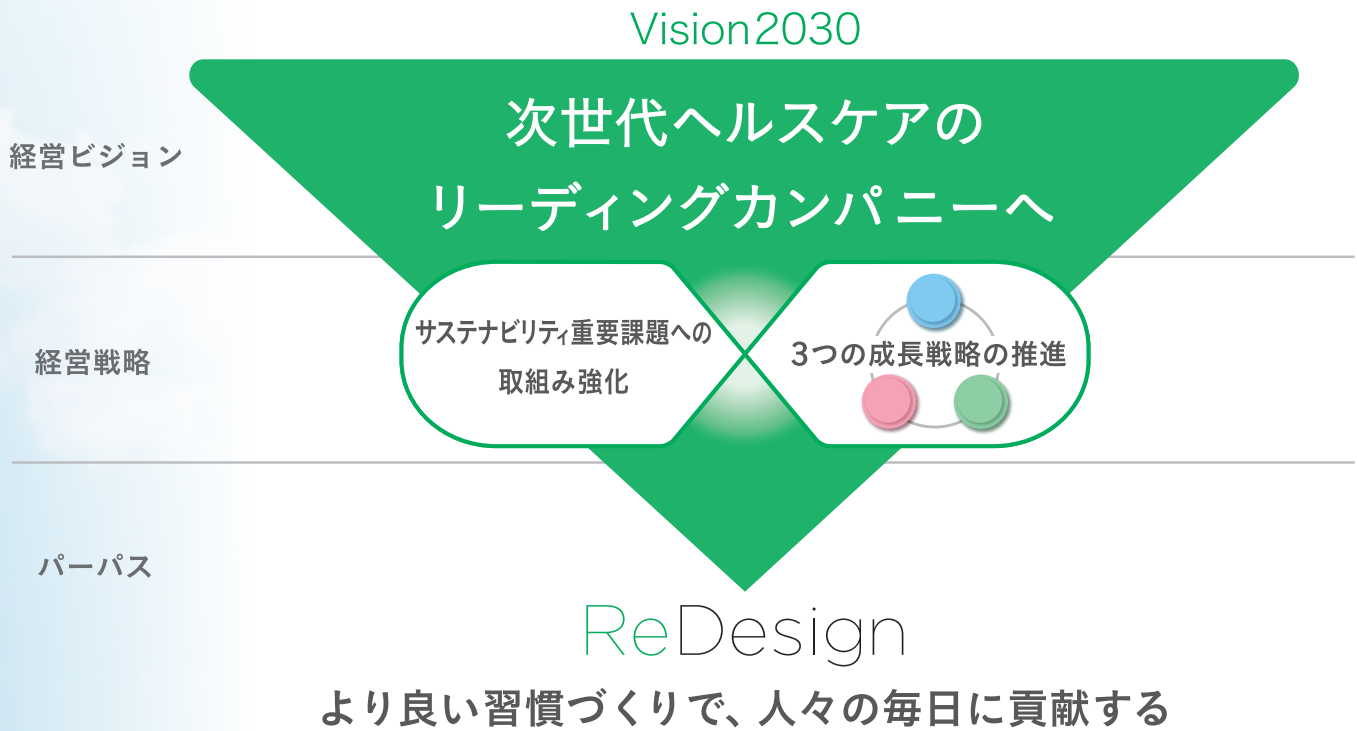 Vision2030
経営ビジョン
次世代ヘルスケアの
リーディングカンパニーへ
経営戦略
サステナビリティ重要課題への
取組み強化
3つの成長戦略の推進
パーパス
ReDesign
より良い習慣づくりで、人々の毎日に貢献する